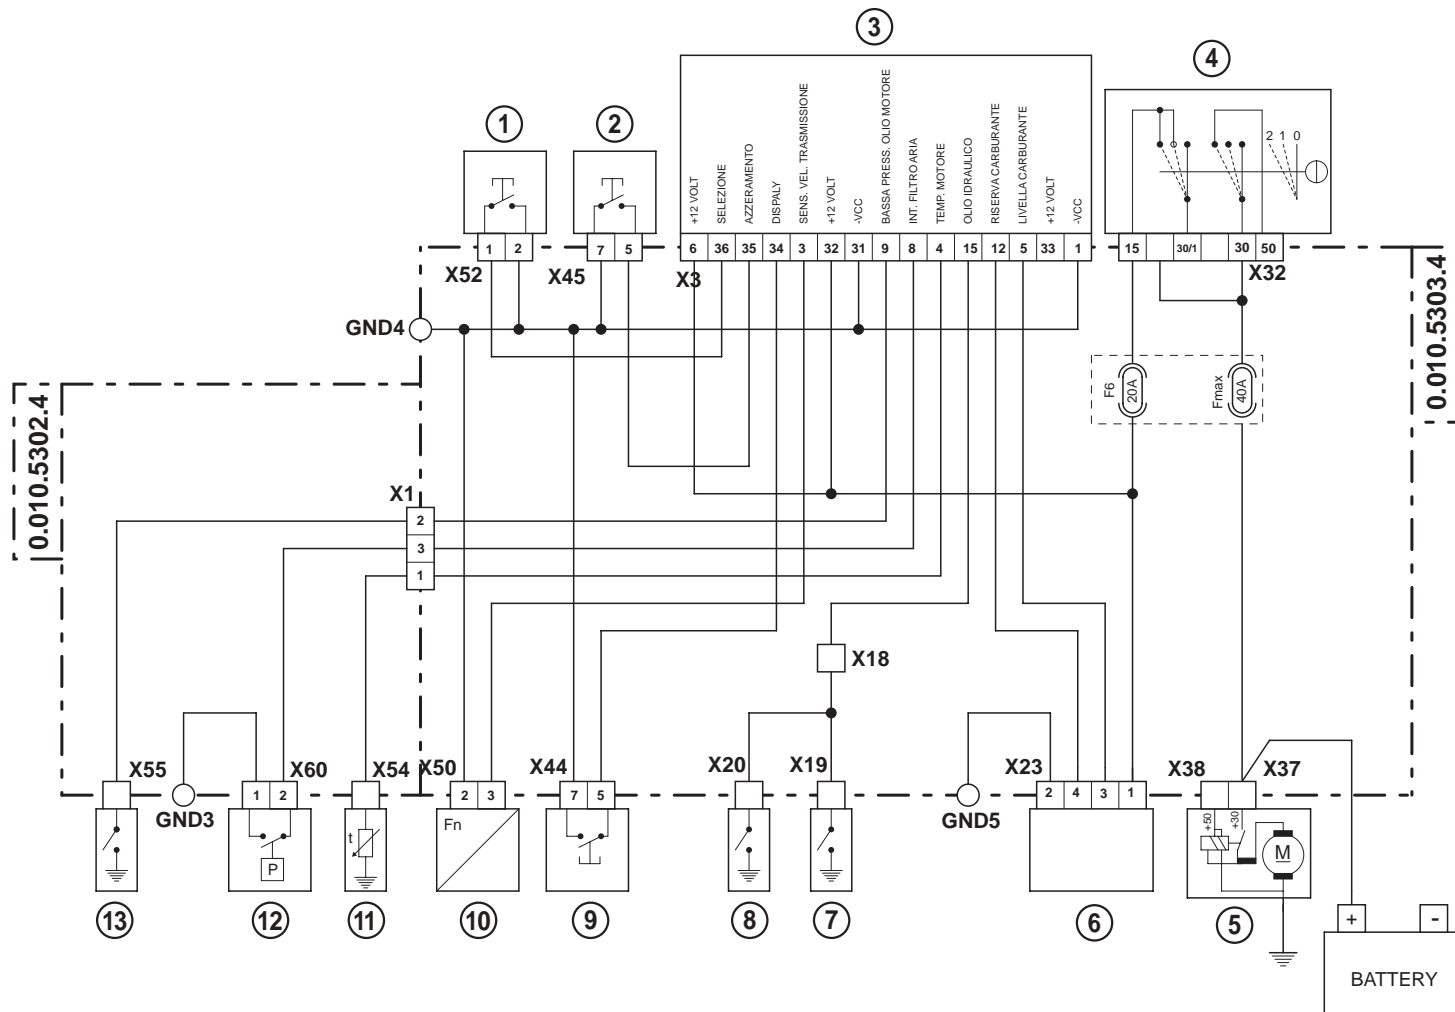 3
4
1
2
+12 VOLT
SELEZIONE
AZZERAMENTO
DISPALY
SENS. VEL. TRASMISSIONE
+12 VOLT
-VCC
BASSA PRESS. OLIO MOTORE
INT. FILTRO ARIA
TEMP. MOTORE
OLIO IDRAULICO
RISERVA CARBURANTE
LIVELLA CARBURANTE
+12 VOLT
-VCC
2 1 0
1 2
7 5
6 36 35 34 3 32 31 9 8 4 15 12 5 33 1
15 30/1 30 50
X52
X45
X3
X32
GND4
0.010.5303.4
0.010.5302.4
F6
20A
Fmax
40A
X1
2
3
1
X18
X55
X60
X54
X50
X44
X20
X19
X23
X38
X37
GND3
GND5
1 2
2 3
7 5
2 4 3 1
+50
+30
Fn
t
P
M
13
12
11
10
9
8
7
6
5
+
-
BATTERY